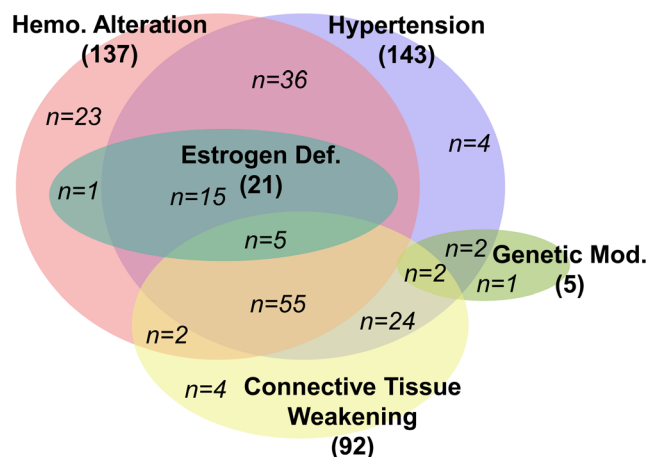 Hemo. Alteration
(137)
Hypertension
(143)
n=36
n=23
n=4
Estrogen Def.
(21)
n=1
n=15
n=5
n=2
Genetic Mod.
(5)
n=2
n=1
n=55
n=24
n=2
n=4
Connective Tissue
Weakening
(92)